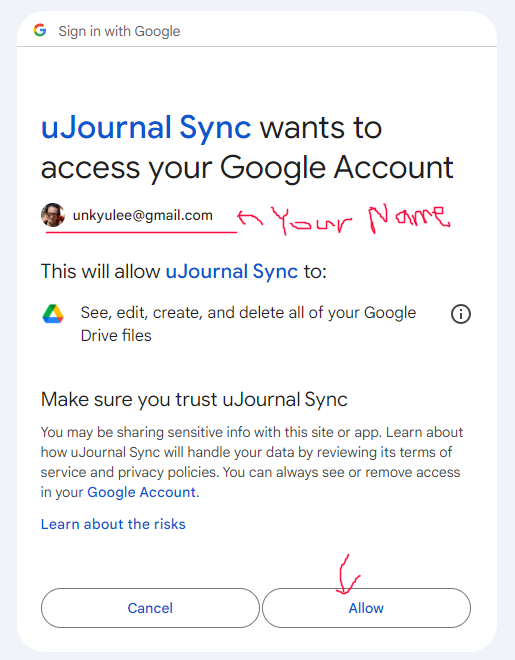 Sign in with Google
uJournal Sync wants to
access your Google Account
unkyulee@gmail.com Your Name
This will allow uJournal Sync to:
See, edit, create, and delete all of your Google
Drive files
Make sure you trust uJournal Sync
You may be sharing sensitive info with this site or app. Learn about
how uJournal Sync will handle your data by reviewing its terms of
service and privacy policies. You can always see or remove access
in your Google Account.
Learn about the risks
Cancel Allow